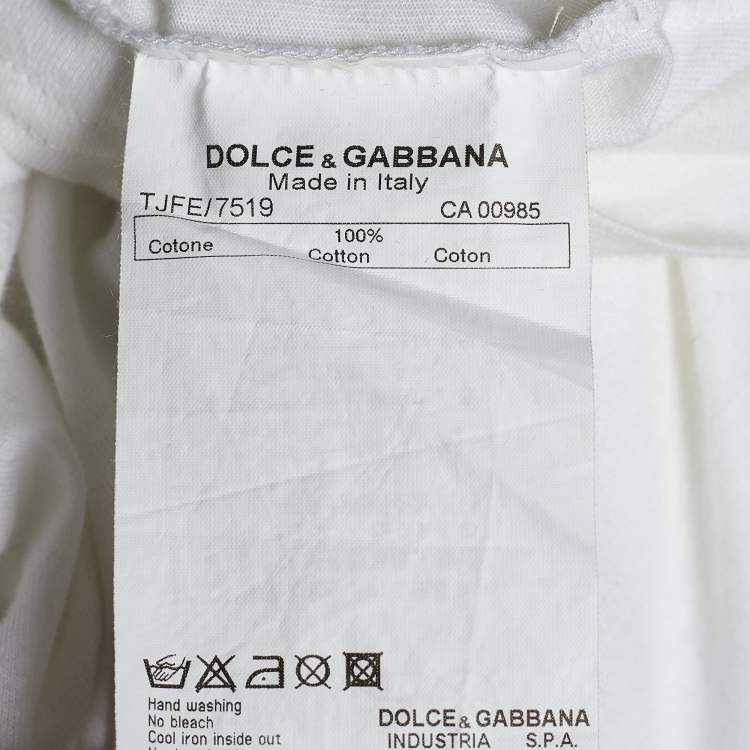 DOLCE & GABBANA
Made in Italy
TJFE/7519 CA 00985
100%
Cotone Cotton Coton
Hand washing
No bleach
Cool iron inside out
DOLCE & GABBANA
INDUSTRIA S.P.A.